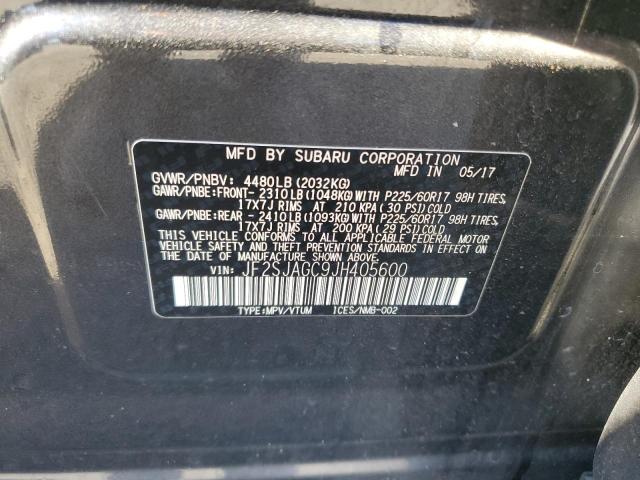 MFD BY SUBARU CORPORATION
MFD IN 05/17
GVWR/PNBV: 4480LB(2032KG)
GAWR/PNBE:FRONT-2310LB(1048KG)WITH P225/60R17 98H TIRES,
17X7J RIMS AT 210 KPA(30 PSI)COLD
GAWR/PNBE:REAR -2410LB(1093KG)WITH P225/60R17 98H TIRES,
17X7J RIMS AT 200 KPA(29 PSI)COLD
THIS VEHICLE CONFORMS TO ALL APPLICABLE FEDERAL MOTOR
VEHICLE SAFETY AND THEFT PREVENTION STANDARDS IN EFFECT ON
THE DATE OF MANUFACTURE SHOWN ABOVE.
VIN: JF2SJAGC9JH405600
TYPE:MPV/VTUM ICES/NMB-002